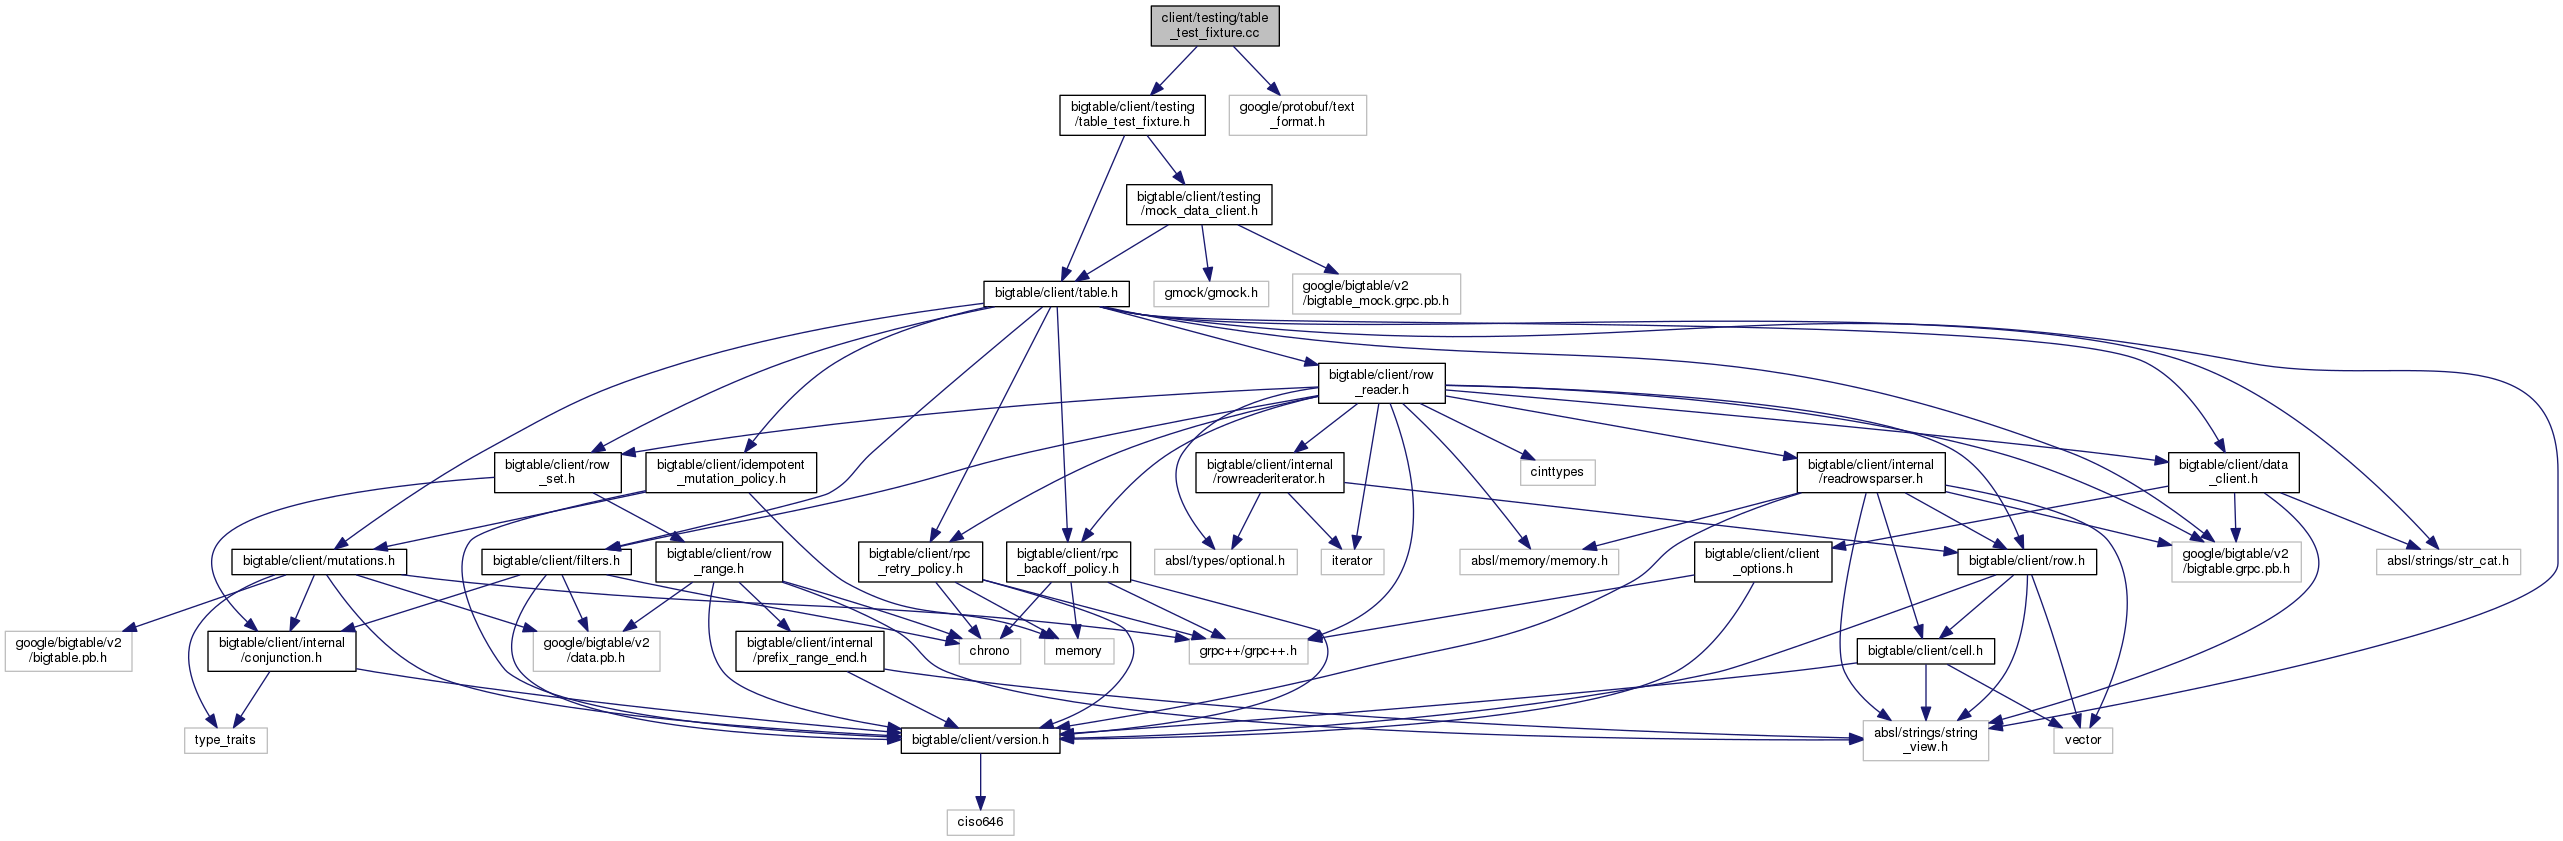 client/testing/table
_test_fixture.cc
bigtable/client/testing
/table_test_fixture.h
google/protobuf/text
_format.h
bigtable/client/testing
/mock_data_client.h
bigtable/client/table.h
gmock/gmock.h
google/bigtable/v2
/bigtable_mock.grpc.pb.h
bigtable/client/row
_reader.h
bigtable/client/row
_set.h
bigtable/client/idempotent
_mutation_policy.h
bigtable/client/internal
/rowreaderiterator.h
cinttypes
bigtable/client/internal
/readrowsparser.h
bigtable/client/data
_client.h
bigtable/client/mutations.h
bigtable/client/filters.h
bigtable/client/row
_range.h
bigtable/client/rpc
_retry_policy.h
bigtable/client/rpc
_backoff_policy.h
absl/types/optional.h
iterator
absl/memory/memory.h
bigtable/client/client
_options.h
bigtable/client/row.h
google/bigtable/v2
/bigtable.grpc.pb.h
absl/strings/str_cat.h
google/bigtable/v2
/bigtable.pb.h
bigtable/client/internal
/conjunction.h
google/bigtable/v2
/data.pb.h
bigtable/client/internal
/prefix_range_end.h
chrono
memory
grpc++/grpc++.h
bigtable/client/cell.h
type_traits
bigtable/client/version.h
absl/strings/string
_view.h
vector
ciso646